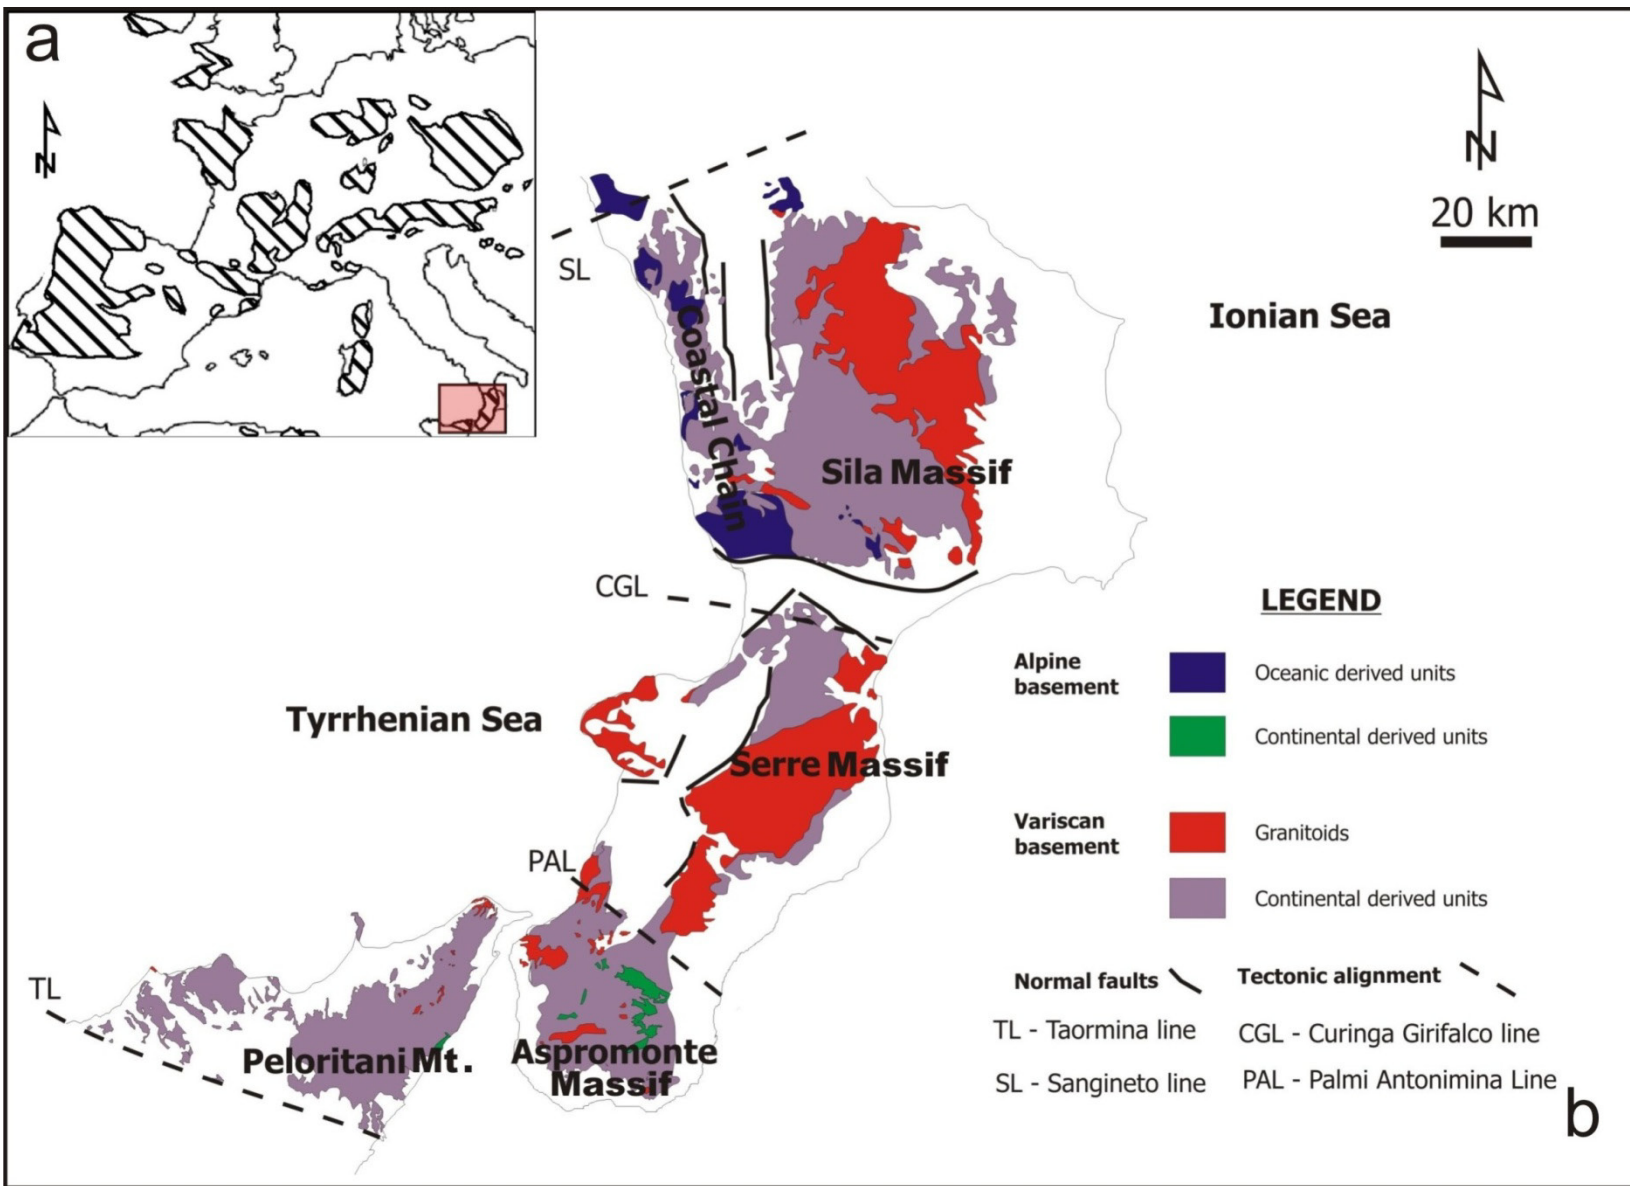 a
N
N
20 km
SL
Ionian Sea
Coastal Chain
Sila Massif
CGL
LEGEND
Alpine
basement
Oceanic derived units
Continental derived units
Tyrrhenian Sea
Serre Massif
Variscan
basement
Granitoids
Continental derived units
PAL
TL
Normal faults
Tectonic alignment
TL - Taormina line
CGL - Curinga Girifalco line
SL - Sangineto line
PAL - Palmi Antonimina Line
Peloritani Mt.
Aspromonte
Massif
b